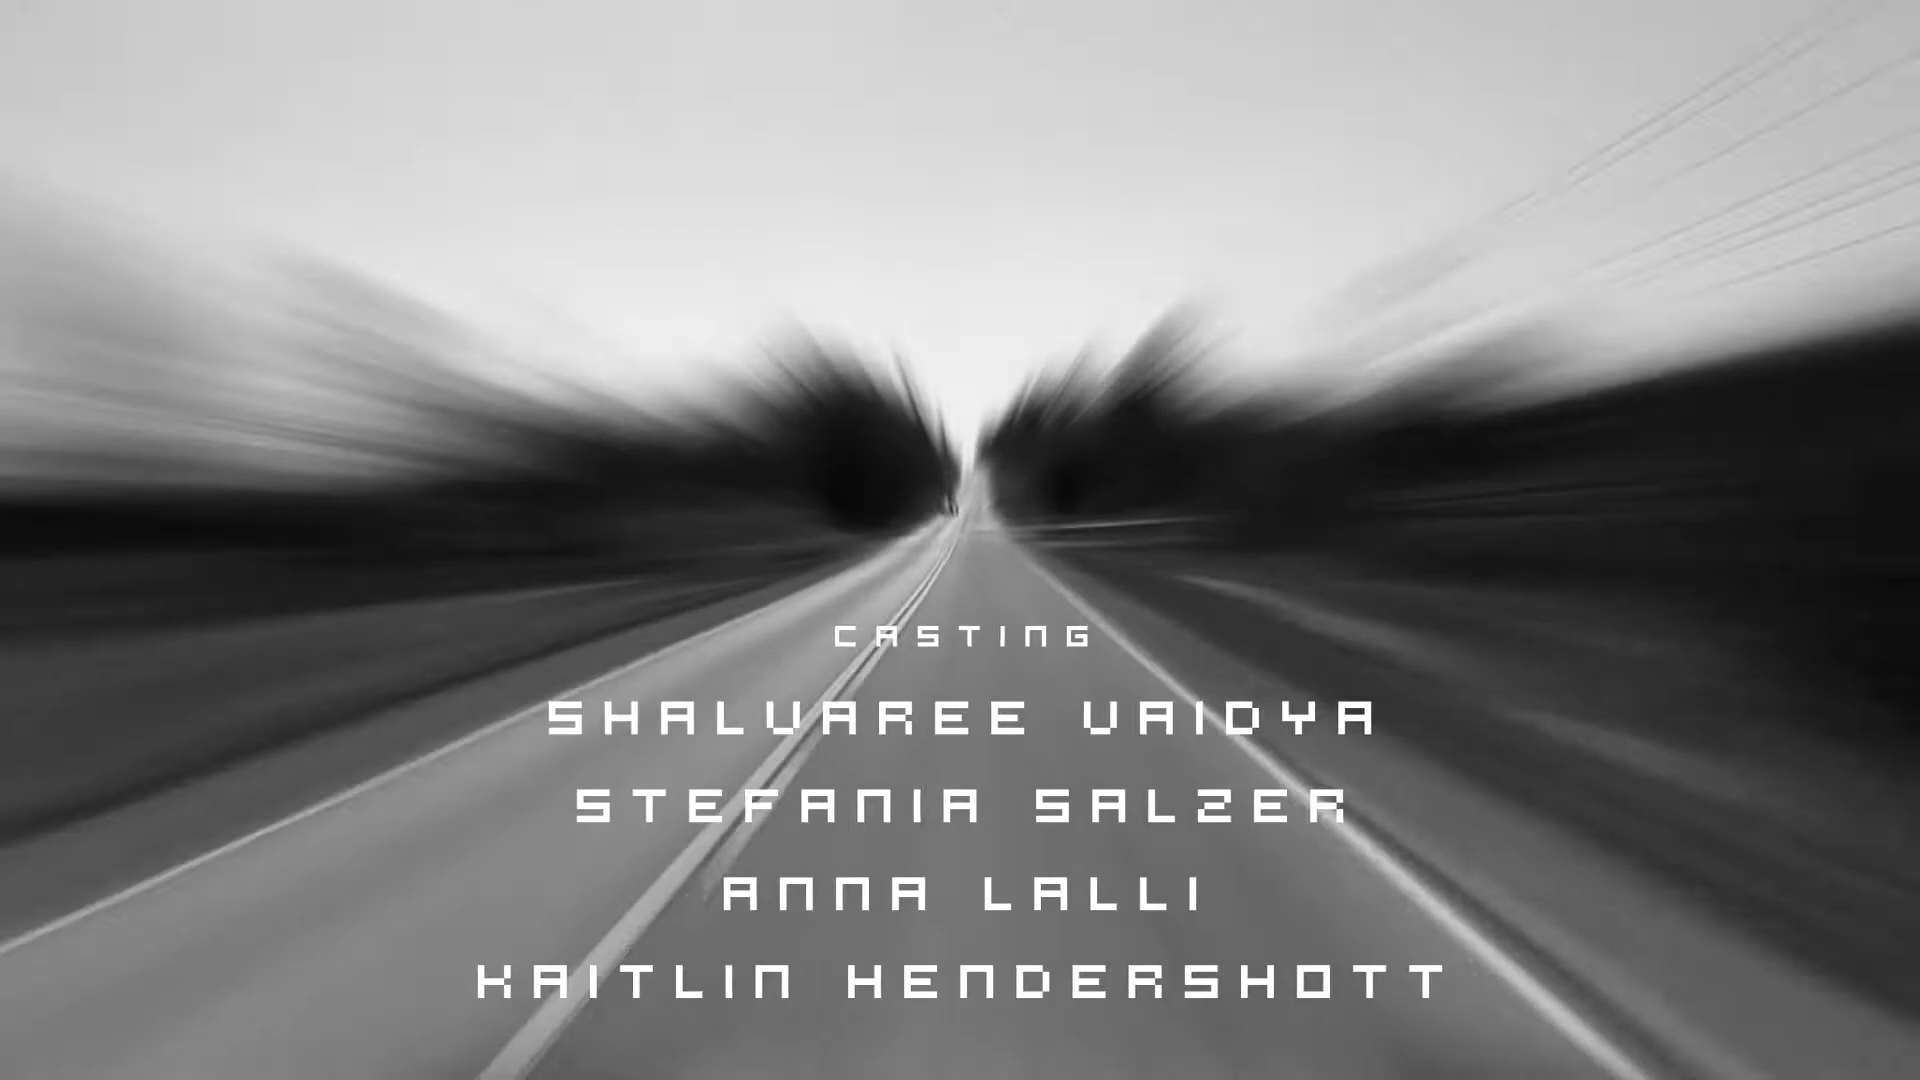 CASTING
SHALVAREE VAIDYA
STEFANIA SALZER
ANNA LALLI
KAITLIN HENDERSHOTT